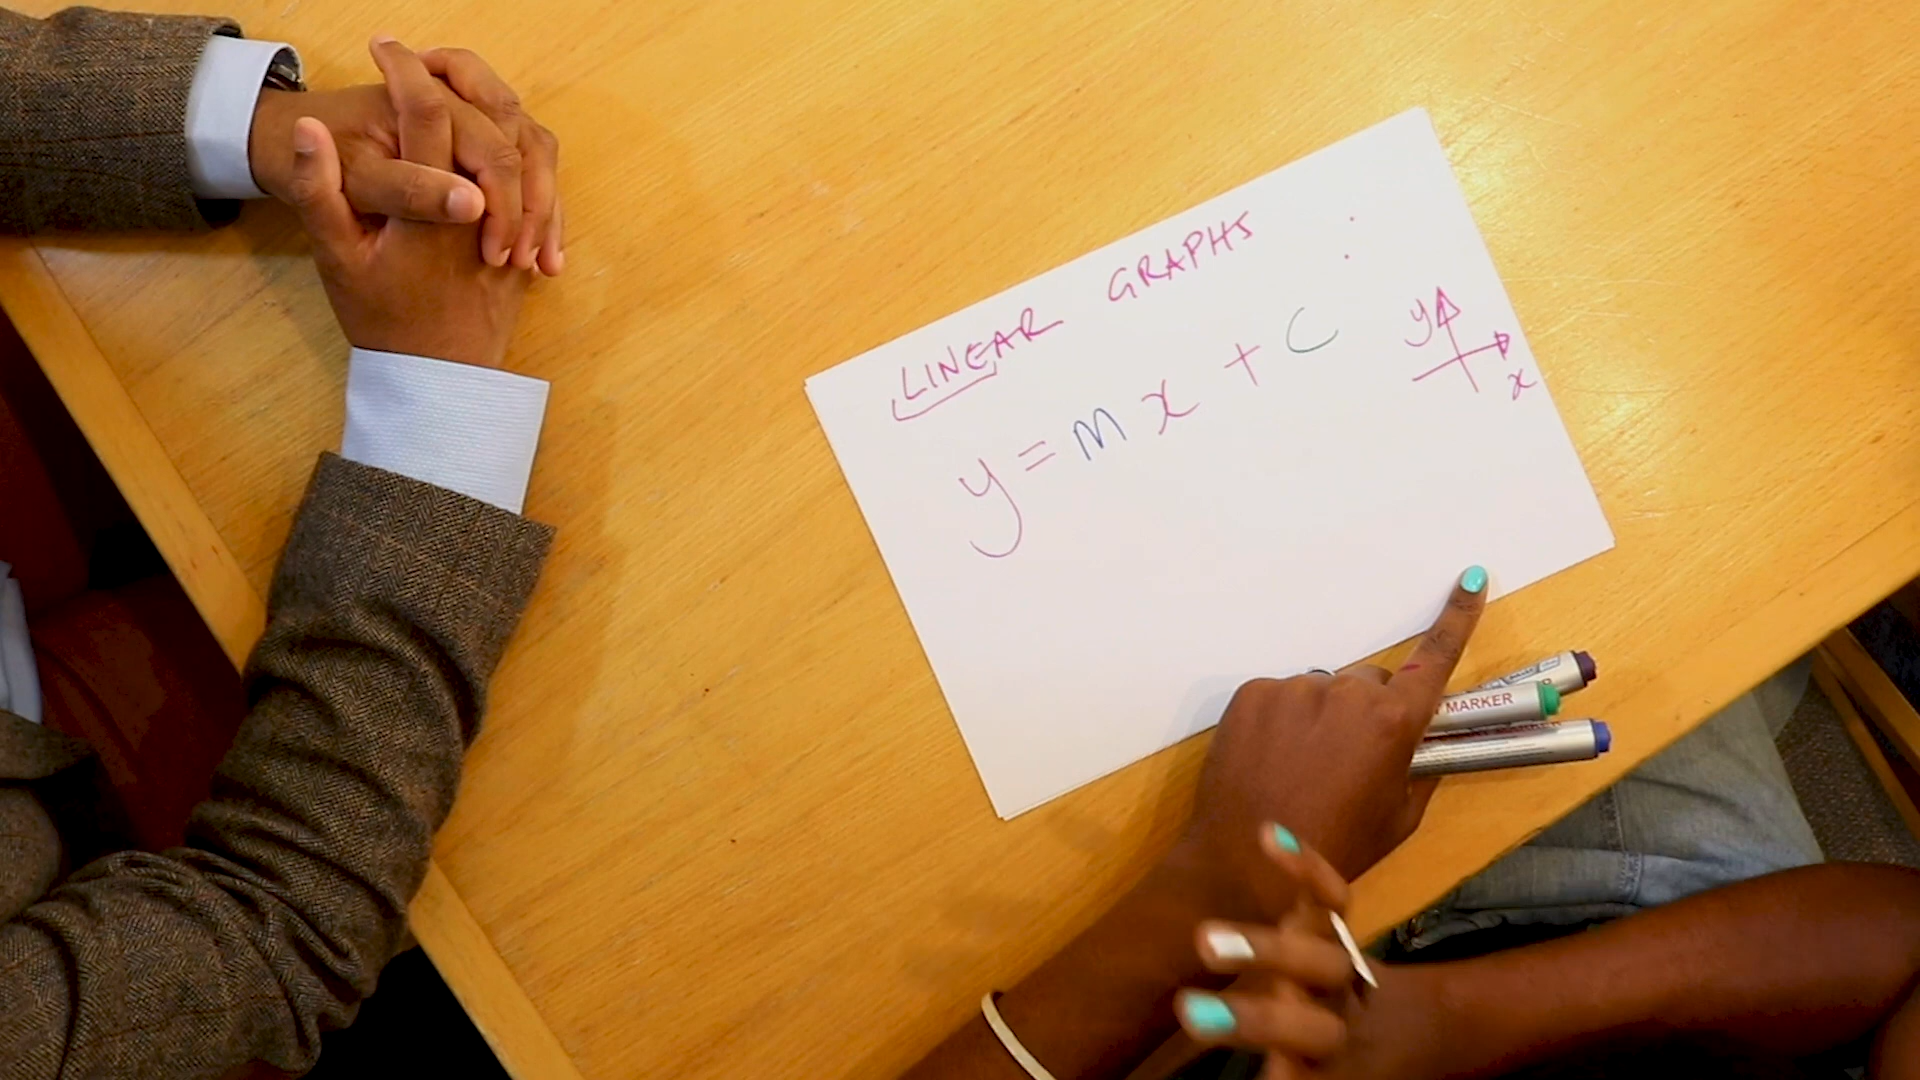 LINEAR GRAPHS :
y = mx + c
y
x
MARKER